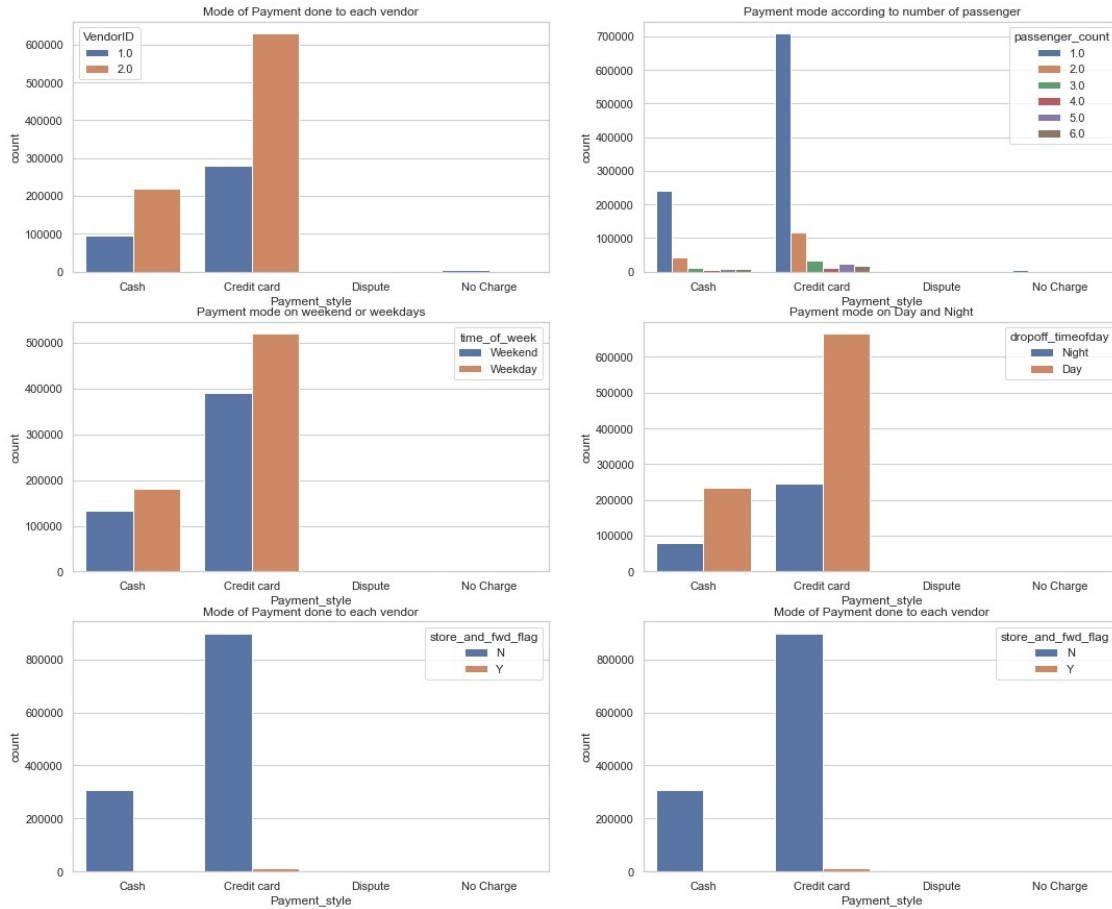 Mode of Payment done to each vendor
VendorID
1.0
2.0
600000
500000
400000
300000
200000
100000
0
count
Cash
Credit card
Dispute
No Charge
Payment_style
Payment mode according to number of passenger
passenger_count
1.0
2.0
3.0
4.0
5.0
6.0
700000
600000
500000
400000
300000
200000
100000
0
count
Cash
Credit card
Dispute
No Charge
Payment_style
Payment mode on weekend or weekdays
time_of_week
Weekend
Weekday
500000
400000
300000
200000
100000
0
count
Cash
Credit card
Dispute
No Charge
Payment_style
Payment mode on Day and Night
dropoff_timeofday
Night
Day
600000
500000
400000
300000
200000
100000
0
count
Cash
Credit card
Dispute
No Charge
Payment_style
Mode of Payment done to each vendor
store_and_fwd_flag
N
Y
800000
600000
400000
200000
0
count
Cash
Credit card
Dispute
No Charge
Payment_style
Mode of Payment done to each vendor
store_and_fwd_flag
N
Y
800000
600000
400000
200000
0
count
Cash
Credit card
Dispute
No Charge
Payment_style